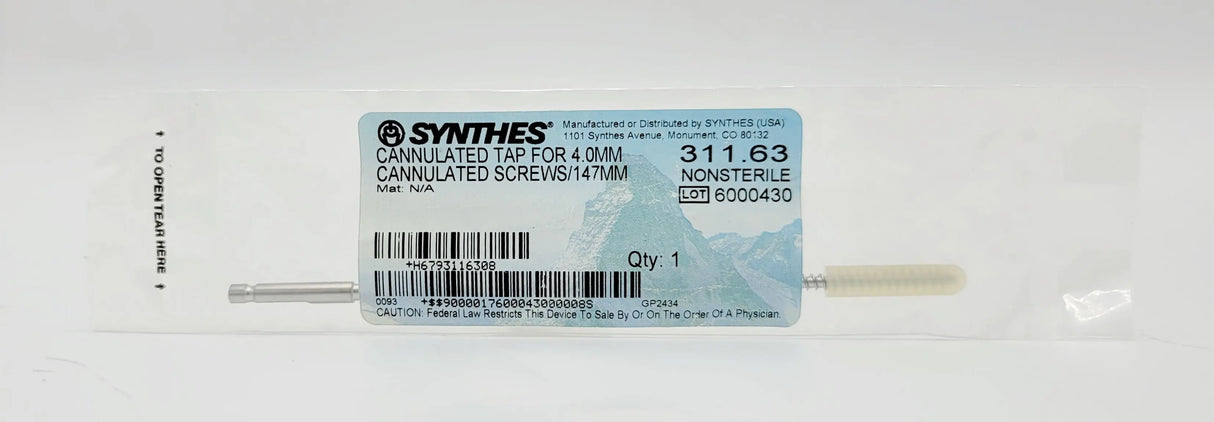 TO OPEN TEAR HERE
SYNTHES®
Manufactured or Distributed by SYNTHES (USA)
1101 Synthes Avenue, Monument, CO 80132
CANNULATED TAP FOR 4.0MM
CANNULATED SCREWS/147MM
Mat: N/A
311.63
NONSTERILE
LOT 6000430
+H6793116308
Qty: 1
0093 +$$9000017600043000008S GP2434
CAUTION: Federal Law Restricts This Device To Sale By Or On The Order Of A Physician.